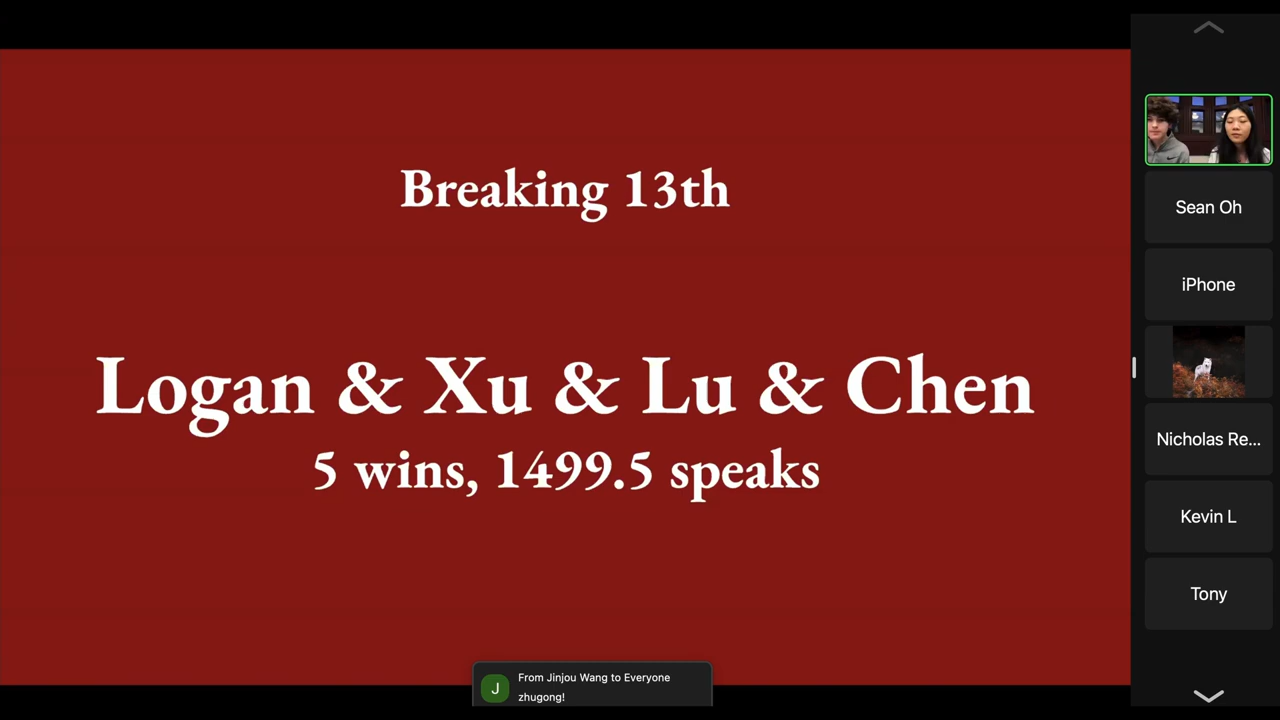 Breaking 13th
Logan & Xu & Lu & Chen
5 wins, 1499.5 speaks
Sean Oh
iPhone
Nicholas Re...
Kevin L
Tony
J
From Jinjou Wang to Everyone
zhugong!